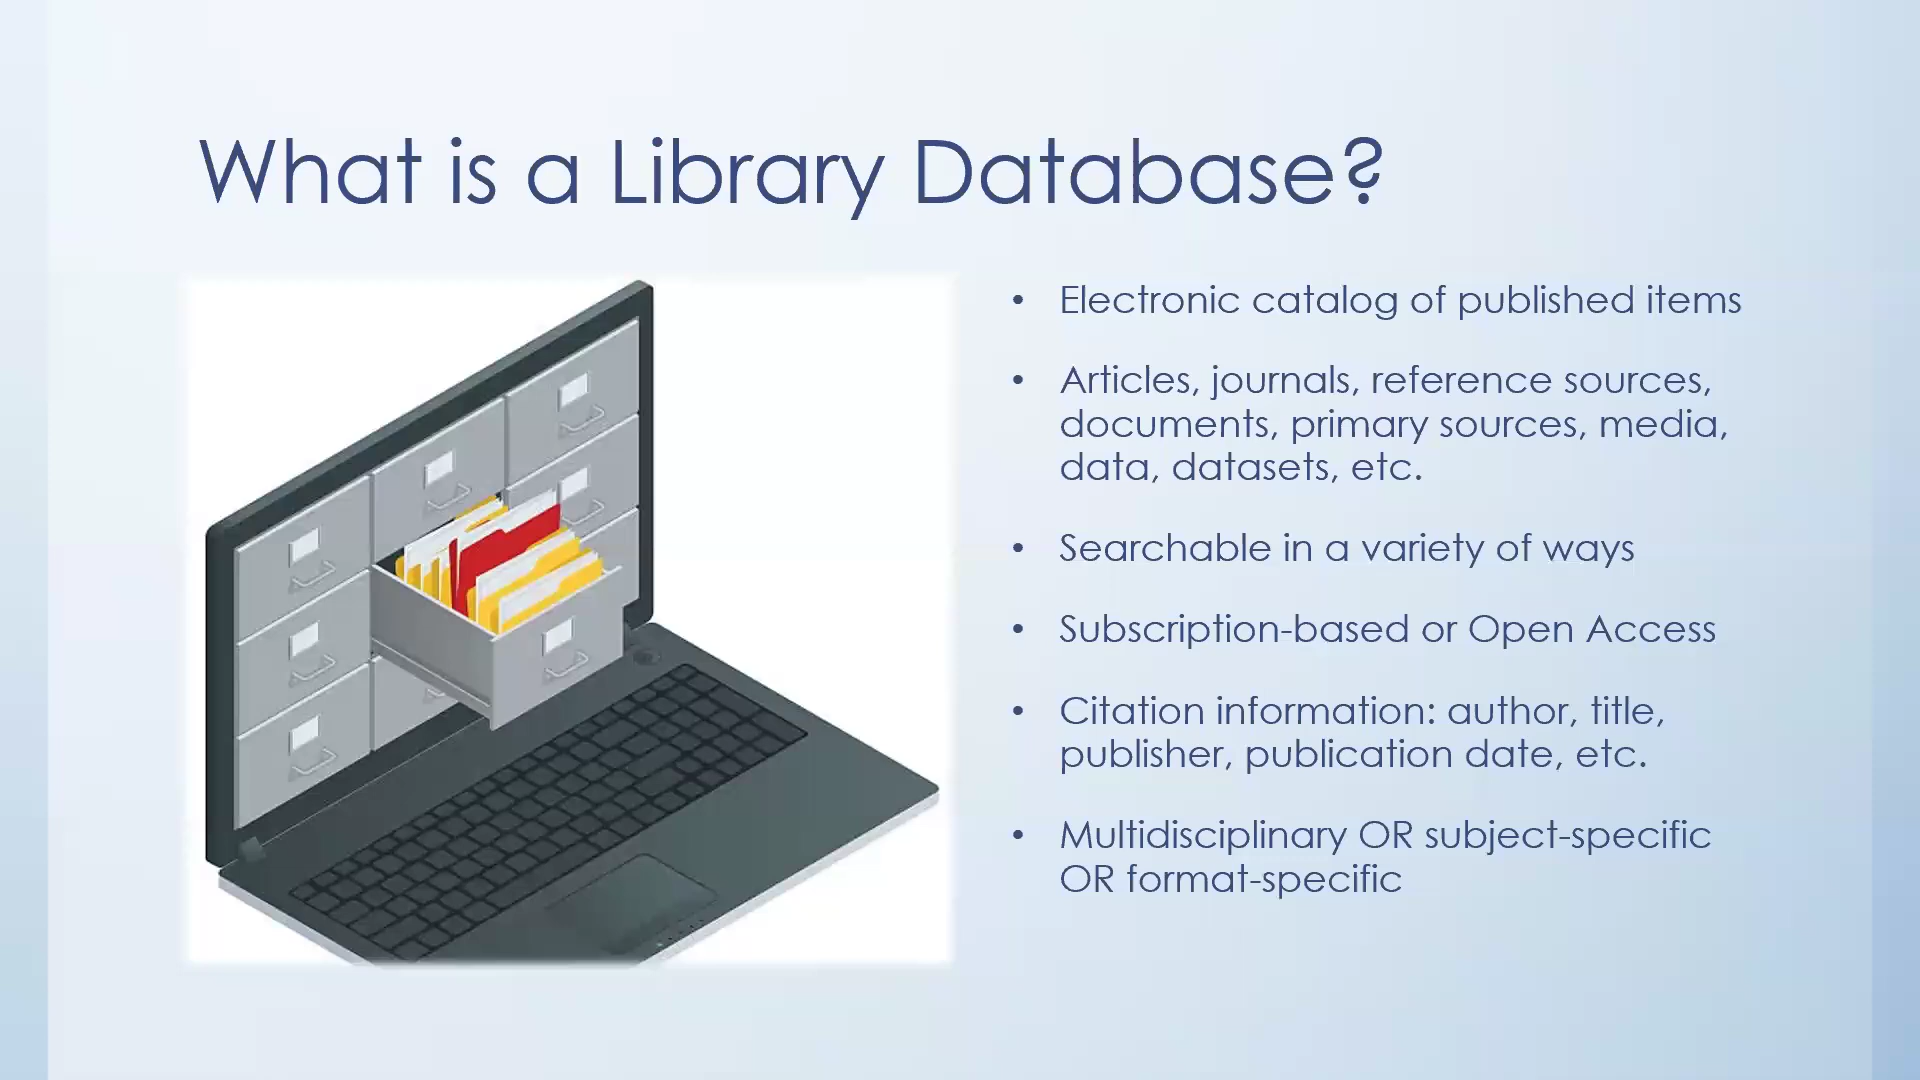 What is a Library Database?
• Electronic catalog of published items
• Articles, journals, reference sources,
documents, primary sources, media,
data, datasets, etc.
• Searchable in a variety of ways
• Subscription-based or Open Access
• Citation information: author, title,
publisher, publication date, etc.
• Multidisciplinary OR subject-specific
OR format-specific